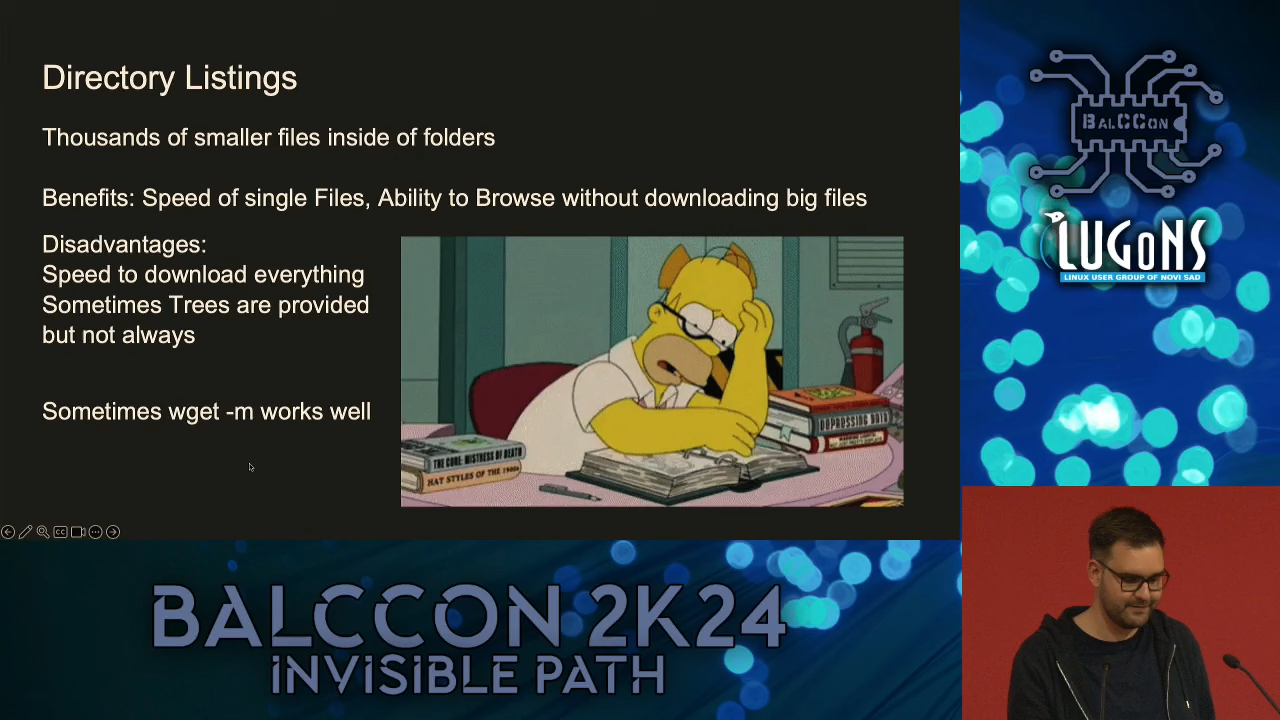 Directory Listings
Thousands of smaller files inside of folders
Benefits: Speed of single Files, Ability to Browse without downloading big files
Disadvantages:
Speed to download everything
Sometimes Trees are provided
but not always
Sometimes wget -m works well
THE CORE: MISTRESS OF DEATH
HAT STYLES OF THE 1900s
DEPRESSING DATA
CC
BALCCON
LUGONS
LINUX USER GROUP OF NOVI SAD
BALCCON 2K24
INVISIBLE PATH